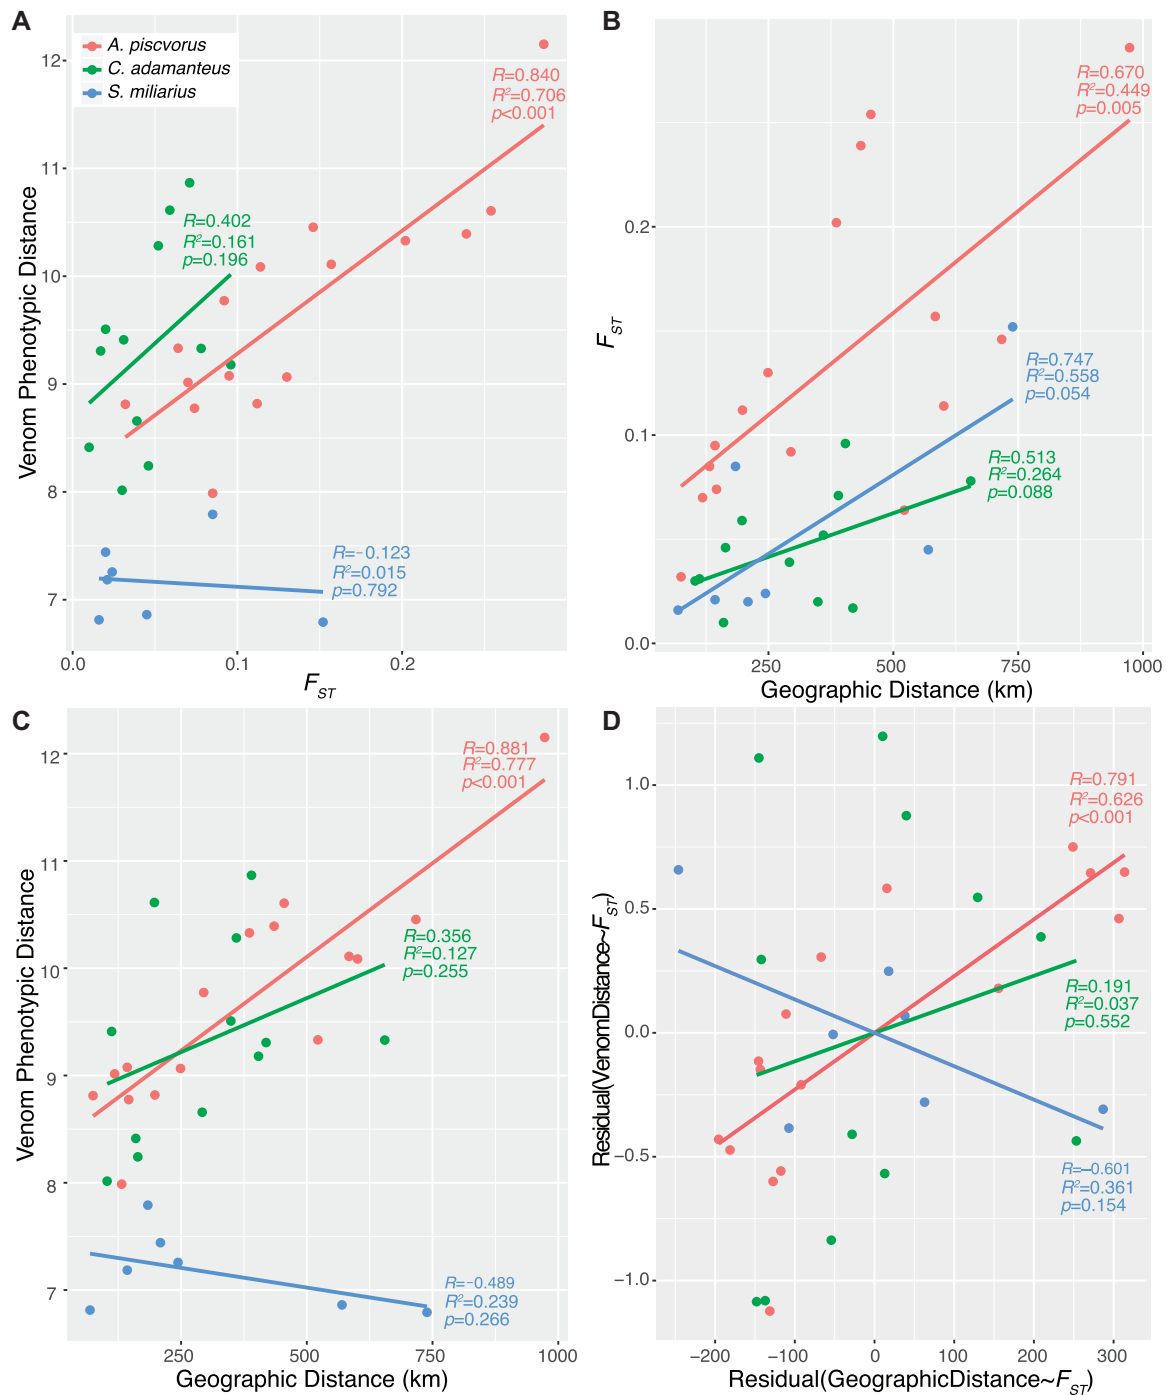 A
A. piscvorus
C. adamanteus
S. miliarius
R=0.840
R²=0.706
p<0.001
R=0.402
R²=0.161
p=0.196
R=−0.123
R²=0.015
p=0.792
12
11
10
9
8
7
Venom Phenotypic Distance
0.0
0.1
0.2
FST
B
R=0.670
R²=0.449
p=0.005
R=0.747
R²=0.558
p=0.054
R=0.513
R²=0.264
p=0.088
0.2
0.1
0.0
FST
250
500
750
1000
Geographic Distance (km)
C
R=0.881
R²=0.777
p<0.001
R=0.356
R²=0.127
p=0.255
R=−0.489
R²=0.239
p=0.266
12
11
10
9
8
7
Venom Phenotypic Distance
250
500
750
1000
Geographic Distance (km)
D
R=0.791
R²=0.626
p<0.001
R=0.191
R²=0.037
p=0.552
R=−0.601
R²=0.361
p=0.154
1.0
0.5
0.0
−0.5
−1.0
Residual(VenomDistance~FST)
−200
−100
0
100
200
300
Residual(GeographicDistance~FST)